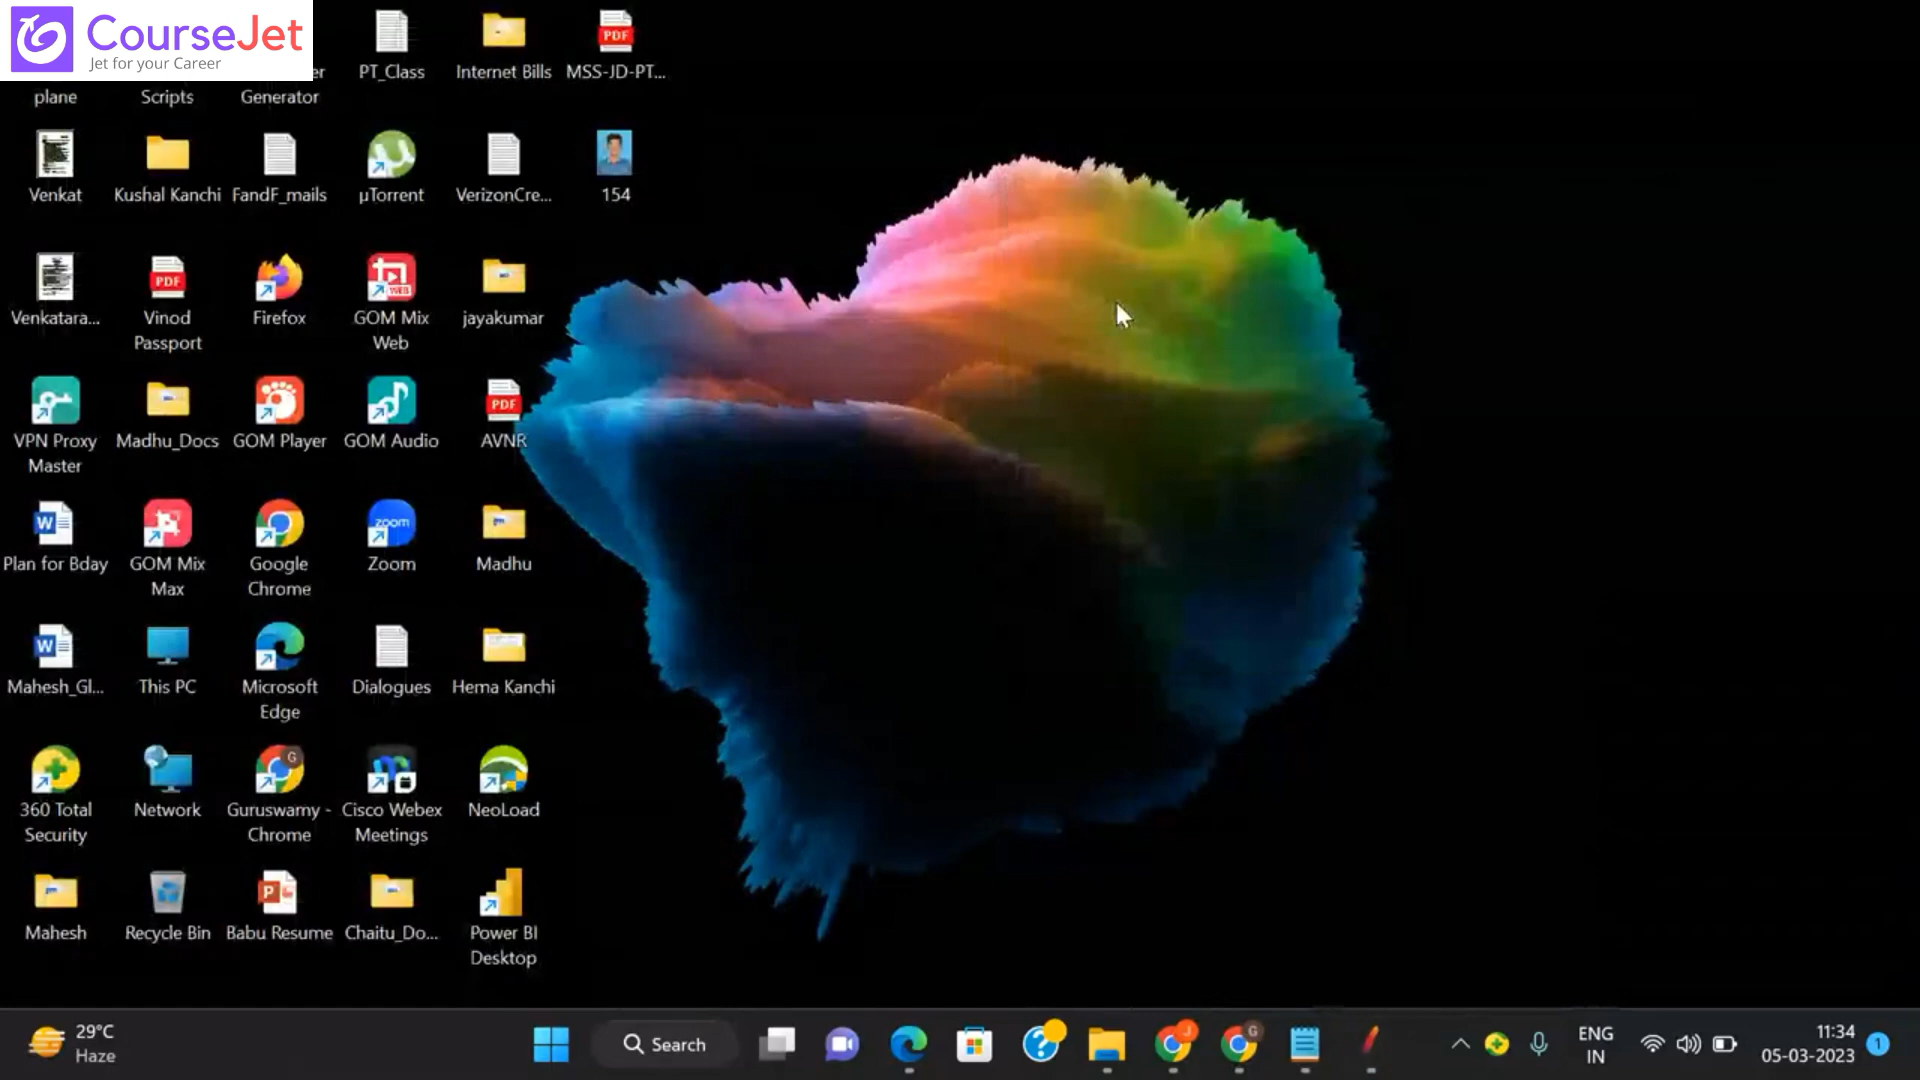 CourseJet
Jet for your Career
plane
Scripts
Generator
PT_Class
Internet Bills
MSS-JD-PT...
Venkat
Kushal Kanchi
FandF_mails
µTorrent
VerizonCre...
154
Venkatara...
Vinod
Passport
Firefox
GOM Mix
Web
jayakumar
VPN Proxy
Master
Madhu_Docs
GOM Player
GOM Audio
AVNR
Plan for Bday
GOM Mix
Max
Google
Chrome
Zoom
Madhu
Mahesh_Gl...
This PC
Microsoft
Edge
Dialogues
Hema Kanchi
360 Total
Security
Network
Guruswamy -
Chrome
Cisco Webex
Meetings
NeoLoad
Mahesh
Recycle Bin
Babu Resume
Chaitu_Do...
Power BI
Desktop
29°C
Haze
Search
ENG
IN
11:34
05-03-2023
1